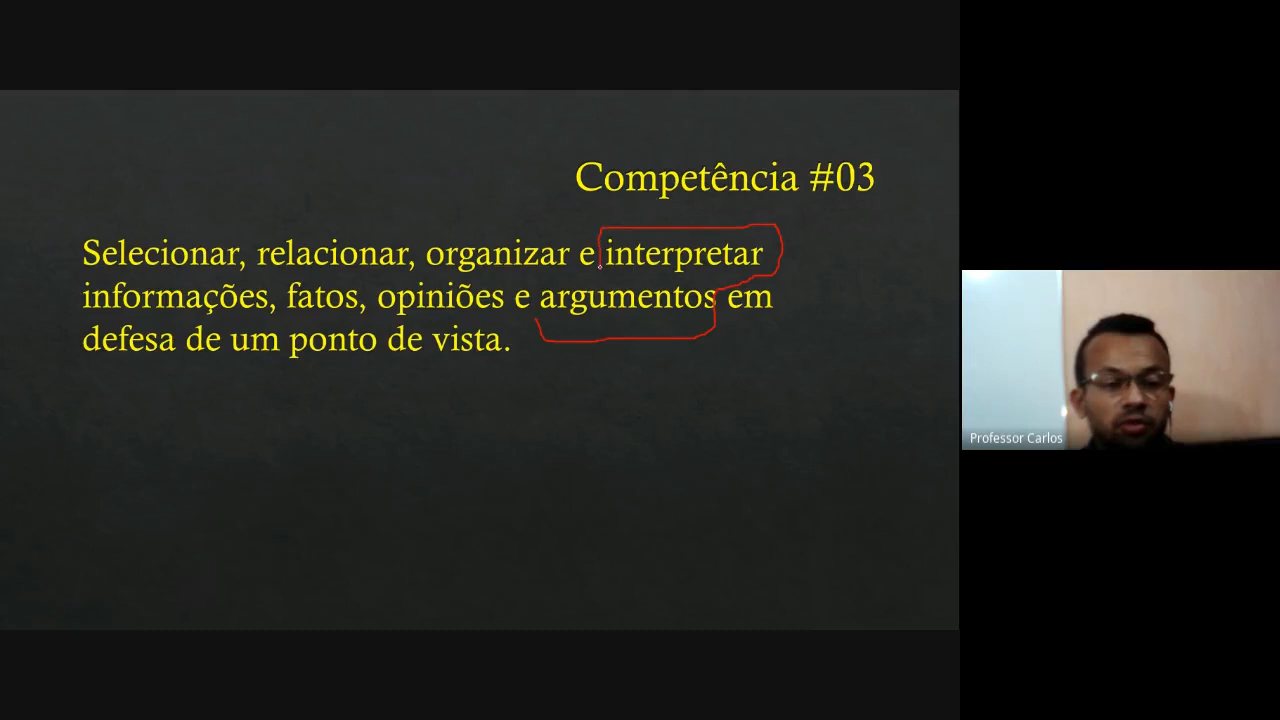 Competência #03
Selecionar, relacionar, organizar e interpretar
informações, fatos, opiniões e argumentos em
defesa de um ponto de vista.
Professor Carlos